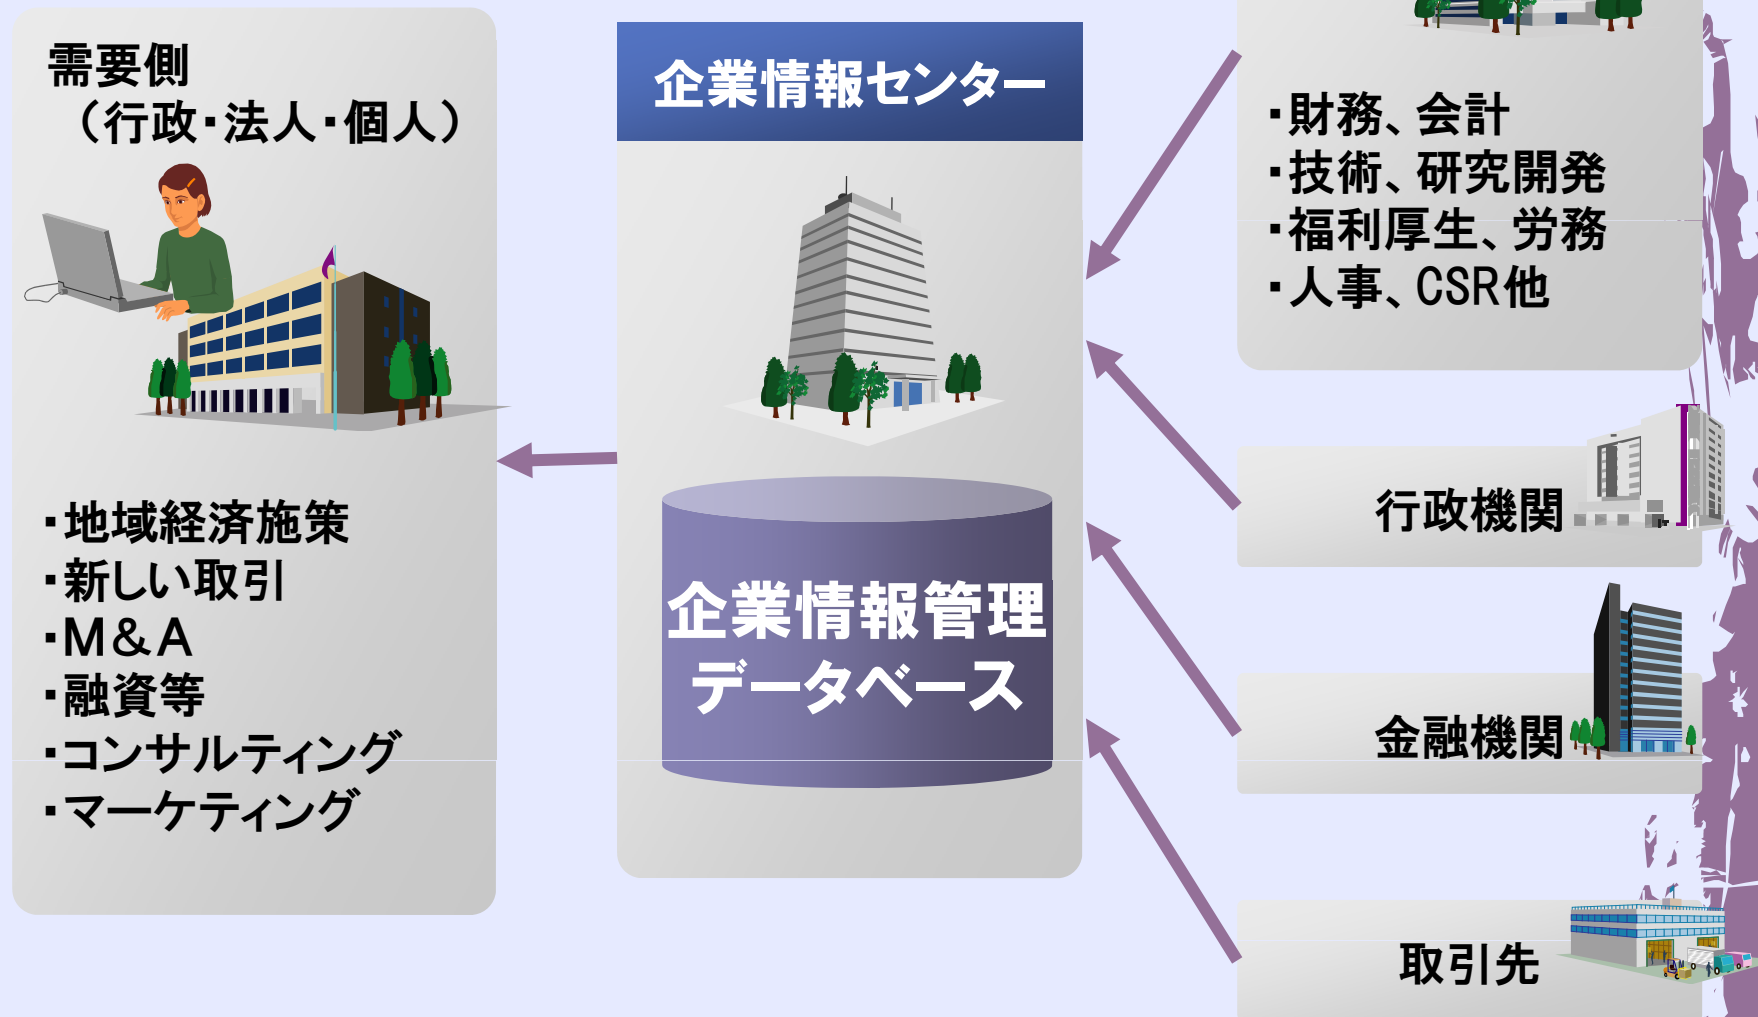 需要側
（行政・法人・個人）
・地域経済施策
・新しい取引
・Ｍ＆Ａ
・融資等
・コンサルティング
・マーケティング
企業情報センター
企業情報管理
データベース
・財務、会計
・技術、研究開発
・福利厚生、労務
・人事、CSR他
行政機関
金融機関
取引先